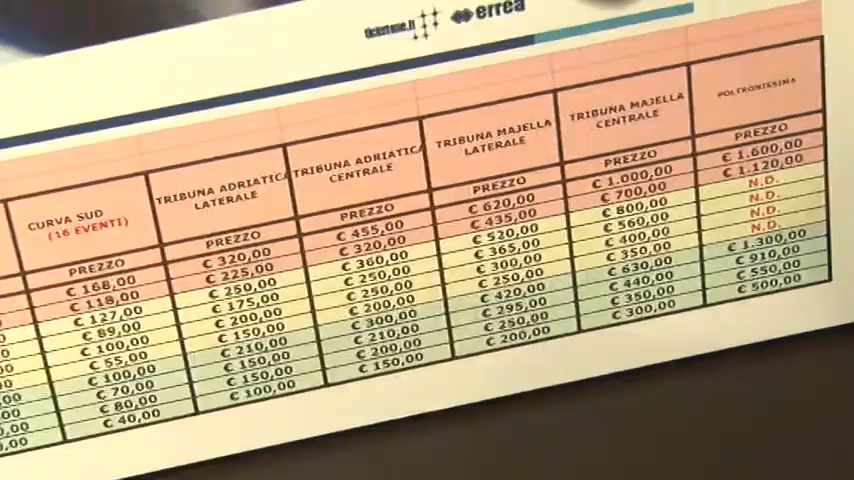 errea
CURVA SUD (16 EVENTI)
TRIBUNA ADRIATICA LATERALE
TRIBUNA ADRIATICA CENTRALE
TRIBUNA MAJELLA LATERALE
TRIBUNA MAJELLA CENTRALE
POLTRONISSIMA
PREZZO PREZZO PREZZO PREZZO PREZZO PREZZO
€ 168,00 € 320,00 € 455,00 € 620,00 € 1.000,00 € 1.600,00
€ 118,00 € 225,00 € 320,00 € 435,00 € 700,00 € 1.120,00
€ 127,00 € 250,00 € 360,00 € 520,00 € 800,00 N.D.
€ 89,00 € 175,00 € 250,00 € 365,00 € 560,00 N.D.
€ 100,00 € 200,00 € 250,00 € 300,00 € 400,00 N.D.
€ 55,00 € 150,00 € 200,00 € 250,00 € 350,00 N.D.
€ 100,00 € 210,00 € 300,00 € 420,00 € 630,00 € 1.300,00
€ 70,00 € 150,00 € 210,00 € 295,00 € 440,00 € 910,00
€ 80,00 € 150,00 € 200,00 € 250,00 € 350,00 € 550,00
€ 40,00 € 100,00 € 150,00 € 200,00 € 300,00 € 500,00